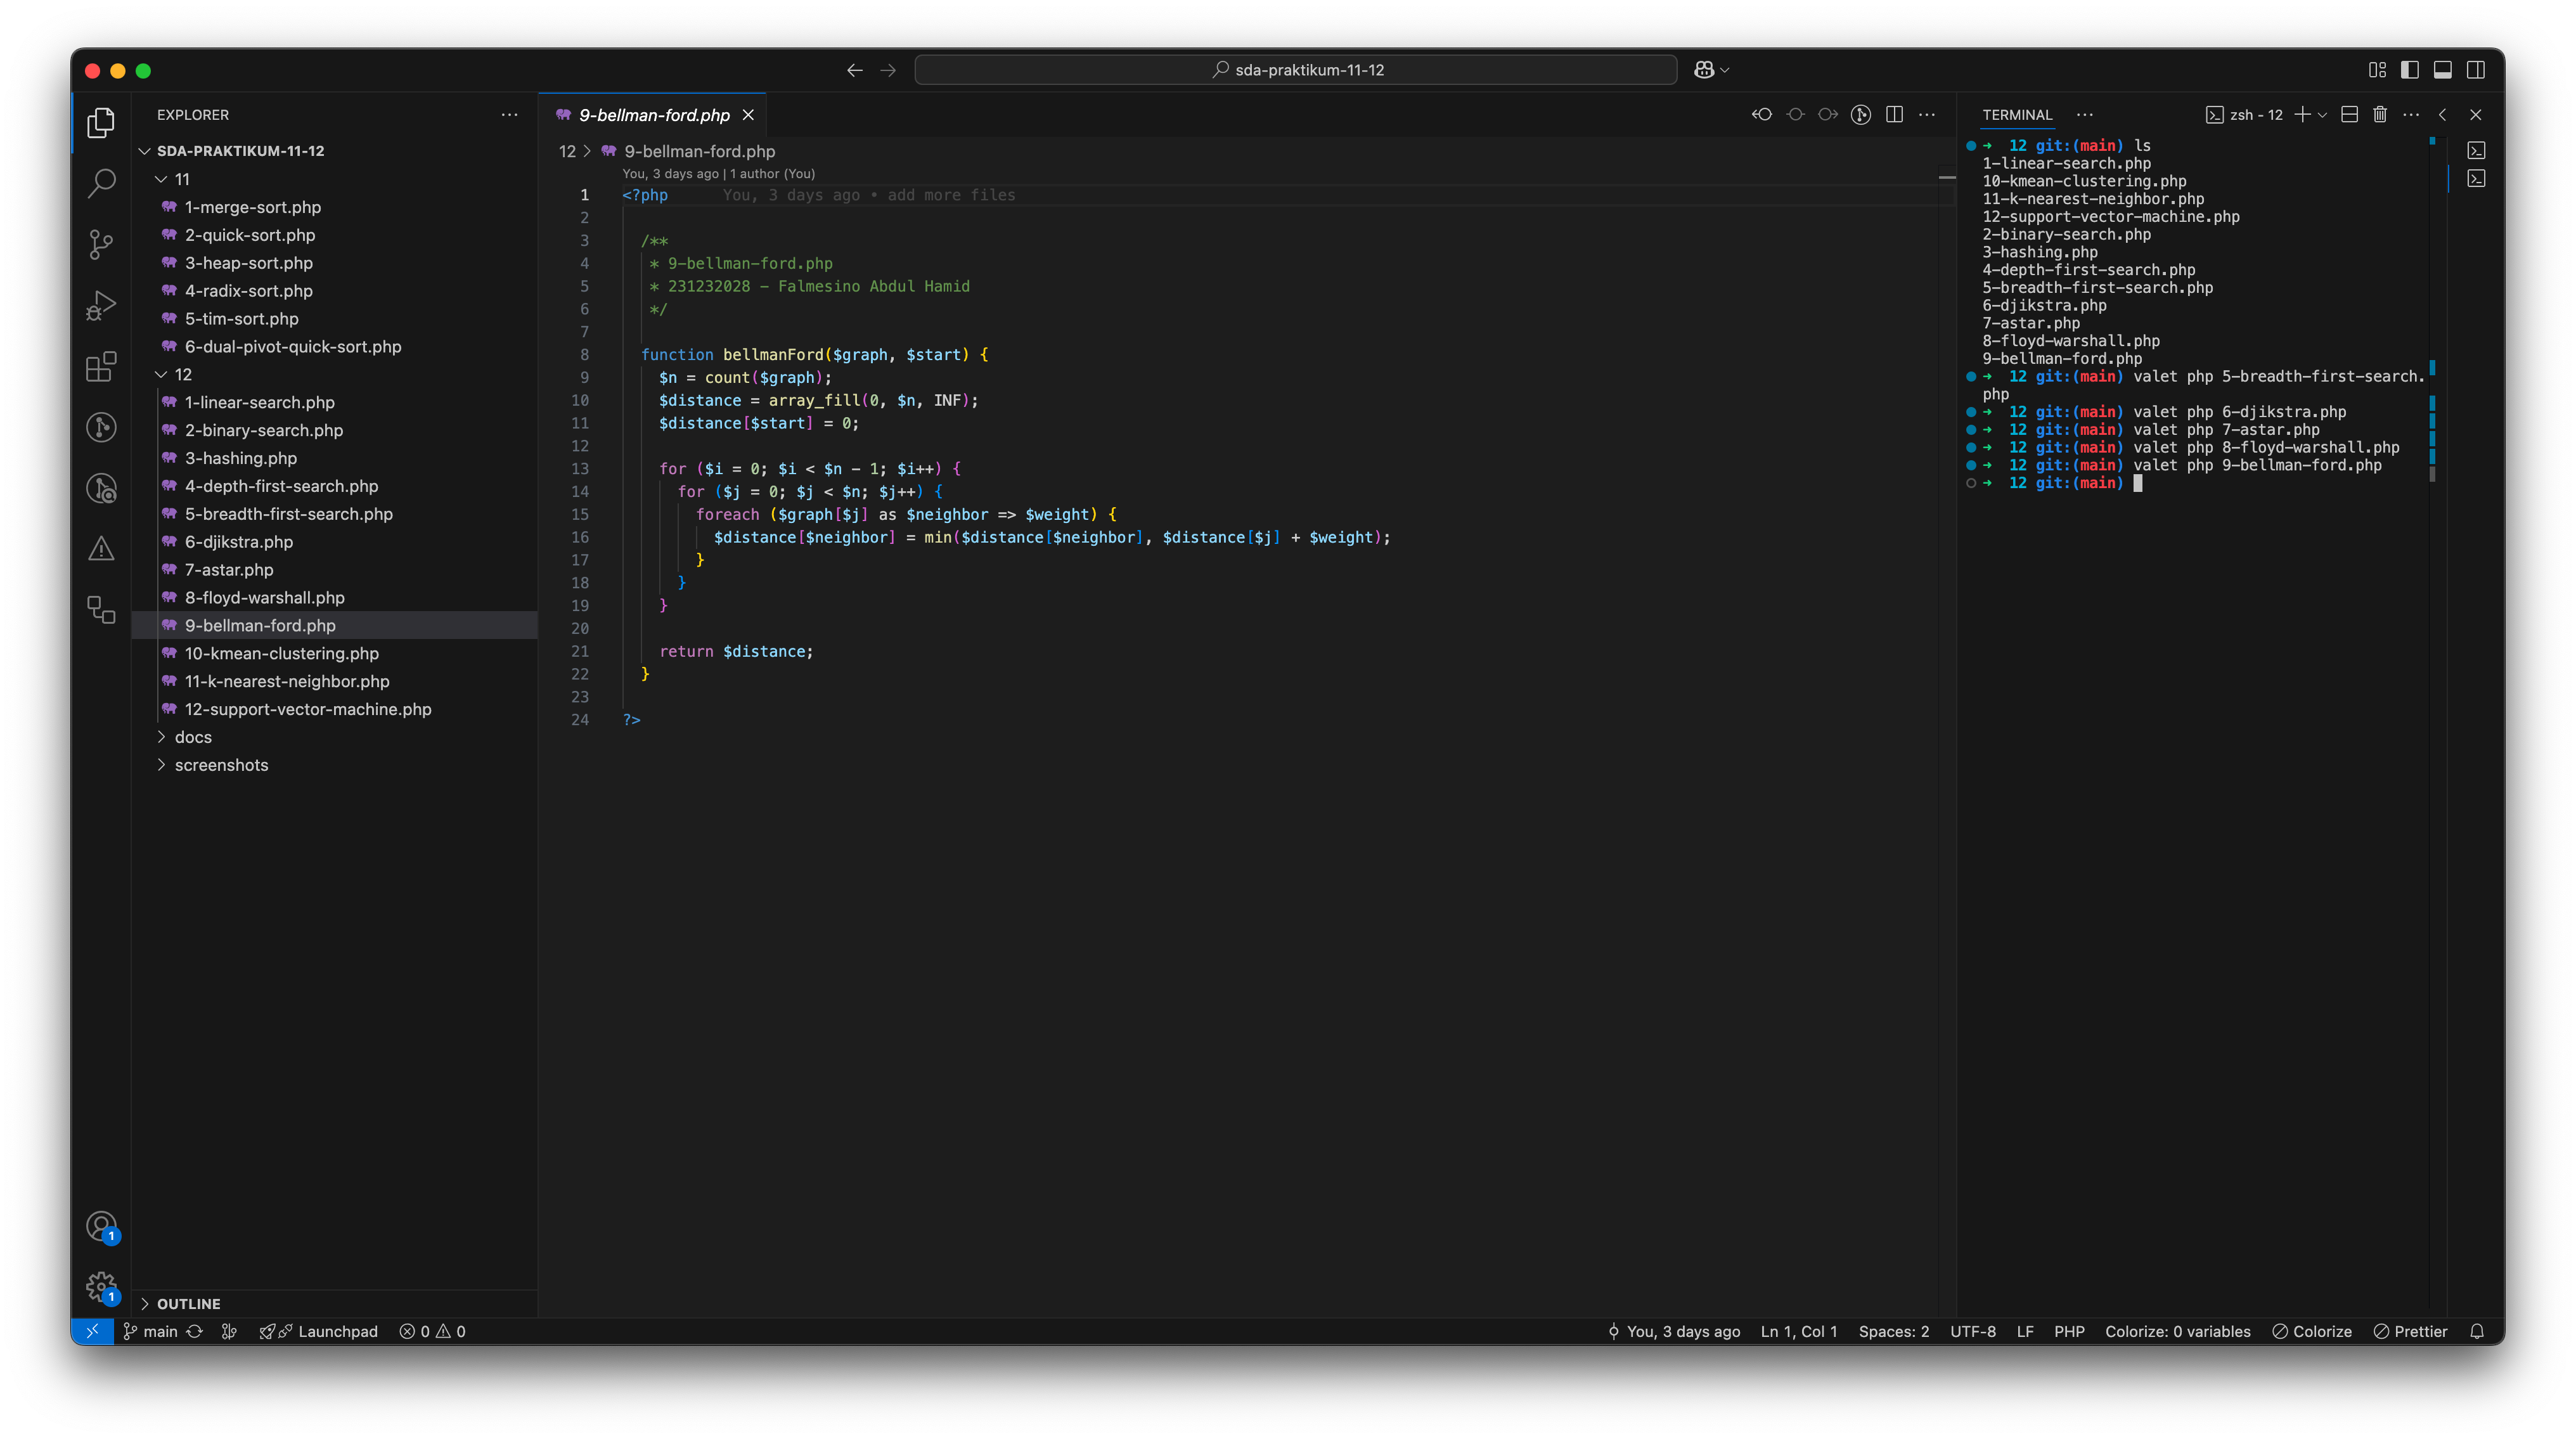 sda-praktikum-11-12
EXPLORER
SDA-PRAKTIKUM-11-12
11
1-merge-sort.php
2-quick-sort.php
3-heap-sort.php
4-radix-sort.php
5-tim-sort.php
6-dual-pivot-quick-sort.php
12
1-linear-search.php
2-binary-search.php
3-hashing.php
4-depth-first-search.php
5-breadth-first-search.php
6-djikstra.php
7-astar.php
8-floyd-warshall.php
9-bellman-ford.php
10-kmean-clustering.php
11-k-nearest-neighbor.php
12-support-vector-machine.php
docs
screenshots
OUTLINE
1
1
9-bellman-ford.php
12 > 9-bellman-ford.php
You, 3 days ago | 1 author (You)
1 <?php You, 3 days ago • add more files
2
3 /**
4 * 9-bellman-ford.php
5 * 231232028 - Falmesino Abdul Hamid
6 */
7
8 function bellmanFord($graph, $start) {
9 $n = count($graph);
10 $distance = array_fill(0, $n, INF);
11 $distance[$start] = 0;
12
13 for ($i = 0; $i < $n - 1; $i++) {
14 for ($j = 0; $j < $n; $j++) {
15 foreach ($graph[$j] as $neighbor => $weight) {
16 $distance[$neighbor] = min($distance[$neighbor], $distance[$j] + $weight);
17 }
18 }
19 }
20
21 return $distance;
22 }
23
24 ?>
TERMINAL
zsh - 12
➜ 12 git:(main) ls
1-linear-search.php
10-kmean-clustering.php
11-k-nearest-neighbor.php
12-support-vector-machine.php
2-binary-search.php
3-hashing.php
4-depth-first-search.php
5-breadth-first-search.php
6-djikstra.php
7-astar.php
8-floyd-warshall.php
9-bellman-ford.php
➜ 12 git:(main) valet php 5-breadth-first-search.
php
➜ 12 git:(main) valet php 6-djikstra.php
➜ 12 git:(main) valet php 7-astar.php
➜ 12 git:(main) valet php 8-floyd-warshall.php
➜ 12 git:(main) valet php 9-bellman-ford.php
➜ 12 git:(main)
main Launchpad 0 0 You, 3 days ago Ln 1, Col 1 Spaces: 2 UTF-8 LF PHP Colorize: 0 variables Colorize Prettier